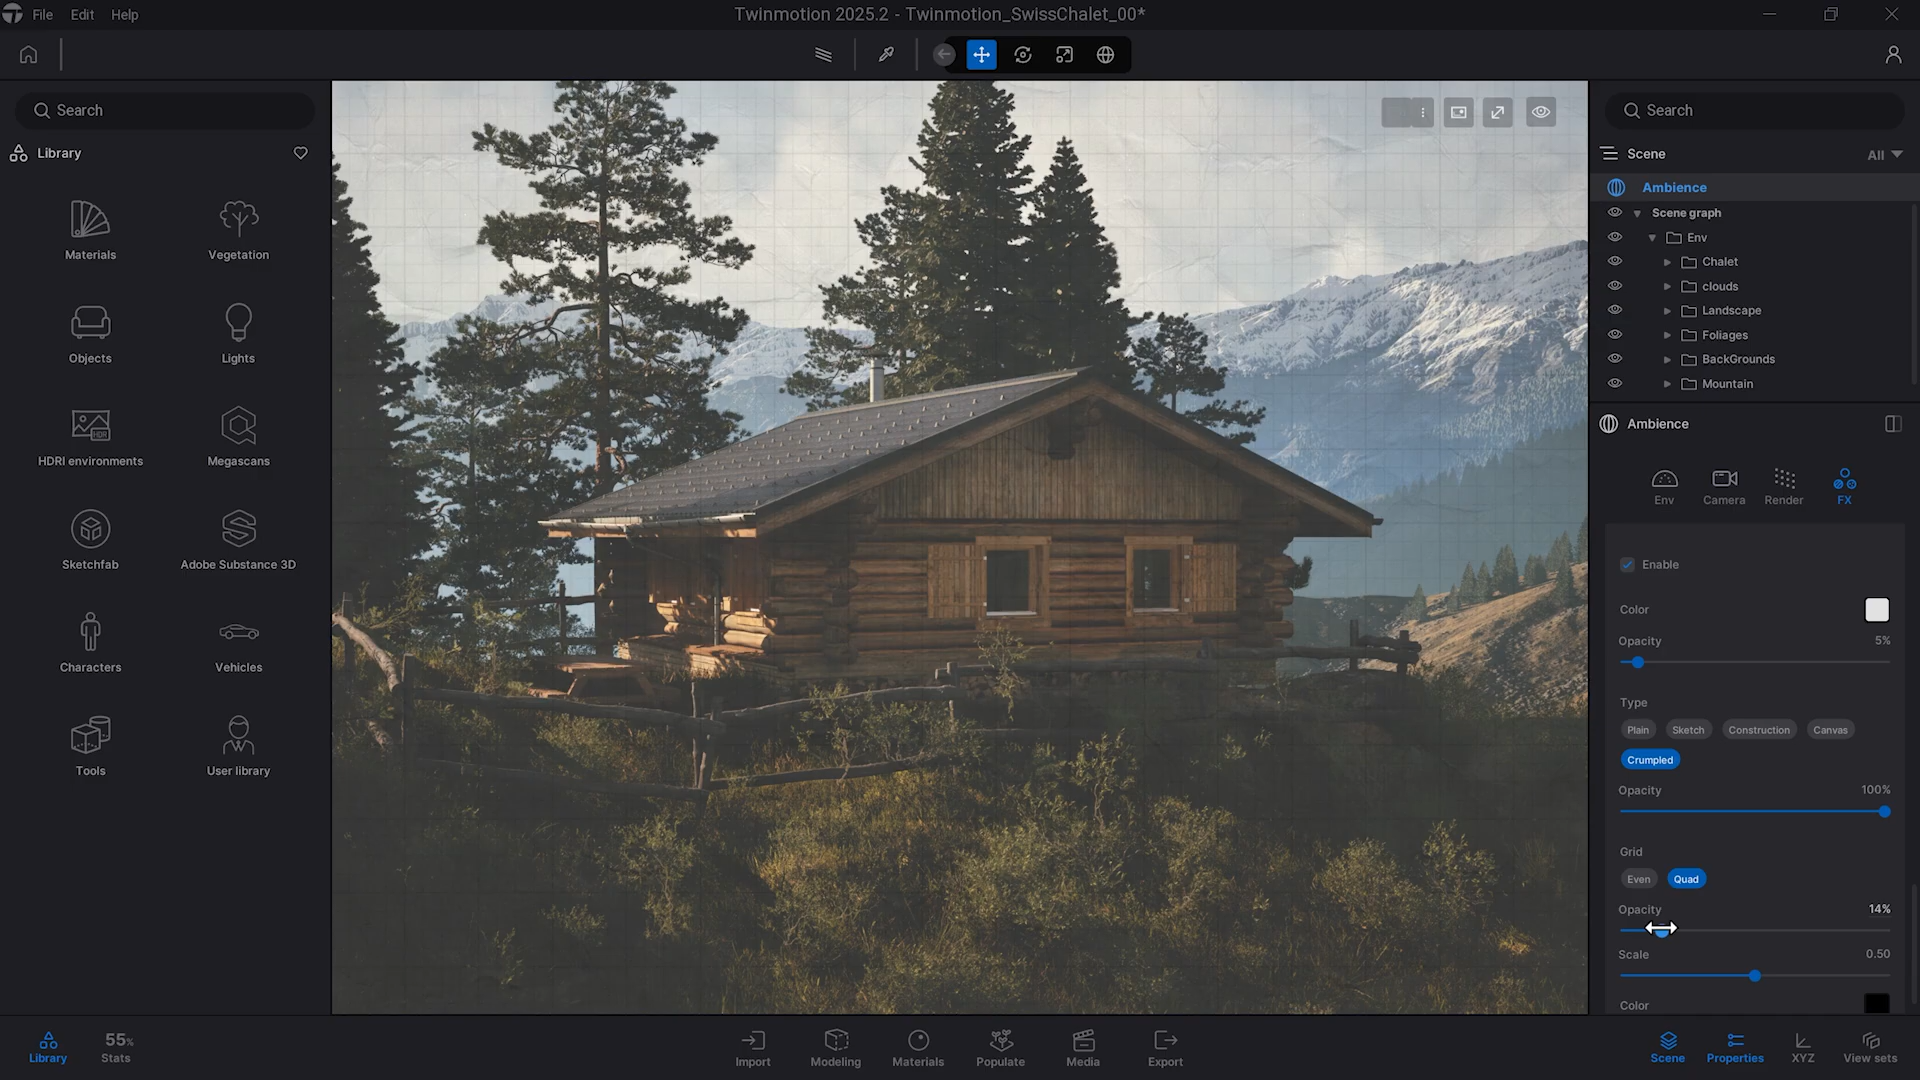 File Edit Help
Twinmotion 2025.2 - Twinmotion_SwissChalet_00*
Search
Library
Materials
Vegetation
Objects
Lights
HDR
HDRI environments
Megascans
Sketchfab
Adobe Substance 3D
Characters
Vehicles
Tools
User library
Search
Scene
All
Ambience
Scene graph
Env
Chalet
clouds
Landscape
Foliages
BackGrounds
Mountain
Ambience
Env
Camera
Render
FX
Enable
Color
Opacity 5%
Type
Plain Sketch Construction Canvas
Crumpled
Opacity 100%
Grid
Even Quad
Opacity 14%
Scale 0.50
Color
Library
55%
Stats
Import
Modeling
Materials
Populate
Media
Export
Scene
Properties
XYZ
View sets